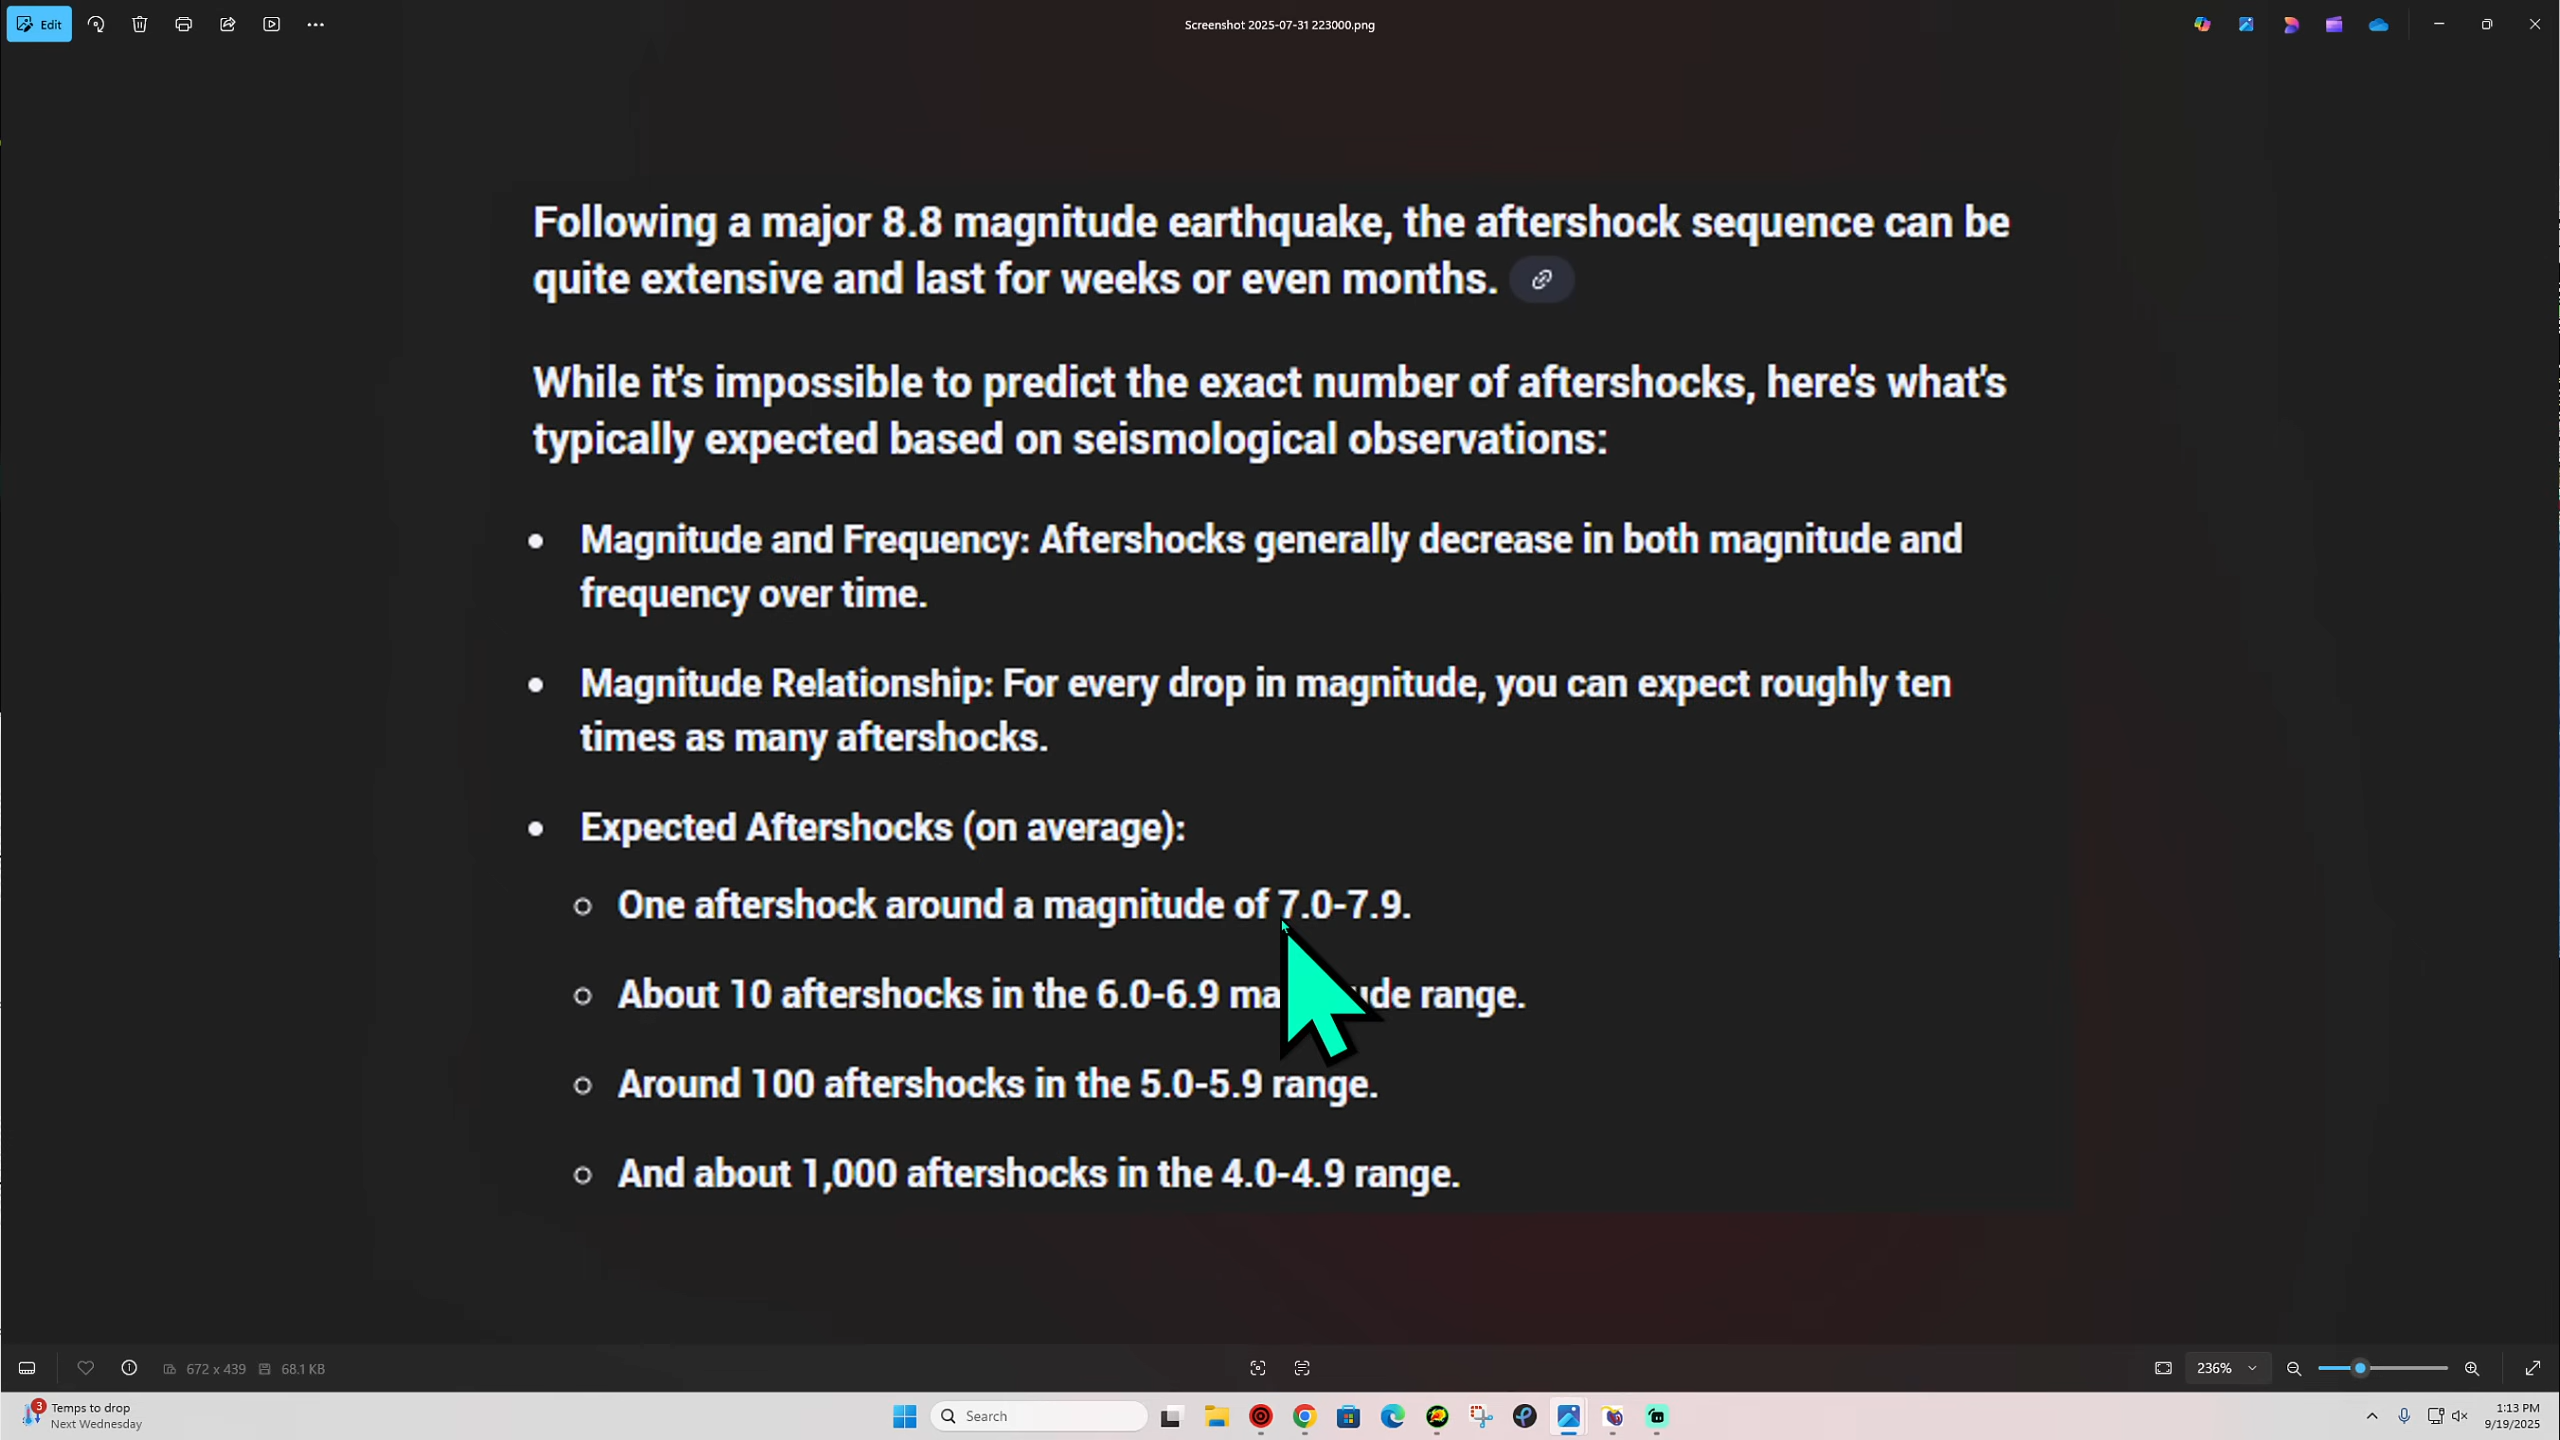 Edit
Screenshot 2025-07-31 223000.png
Following a major 8.8 magnitude earthquake, the aftershock sequence can be
quite extensive and last for weeks or even months.
While it's impossible to predict the exact number of aftershocks, here's what's
typically expected based on seismological observations:
• Magnitude and Frequency: Aftershocks generally decrease in both magnitude and
frequency over time.
• Magnitude Relationship: For every drop in magnitude, you can expect roughly ten
times as many aftershocks.
• Expected Aftershocks (on average):
○ One aftershock around a magnitude of 7.0-7.9.
○ About 10 aftershocks in the 6.0-6.9 ma ude range.
○ Around 100 aftershocks in the 5.0-5.9 range.
○ And about 1,000 aftershocks in the 4.0-4.9 range.
672 x 439 68.1 KB
236%
3
Temps to drop
Next Wednesday
Search
1:13 PM
9/19/2025